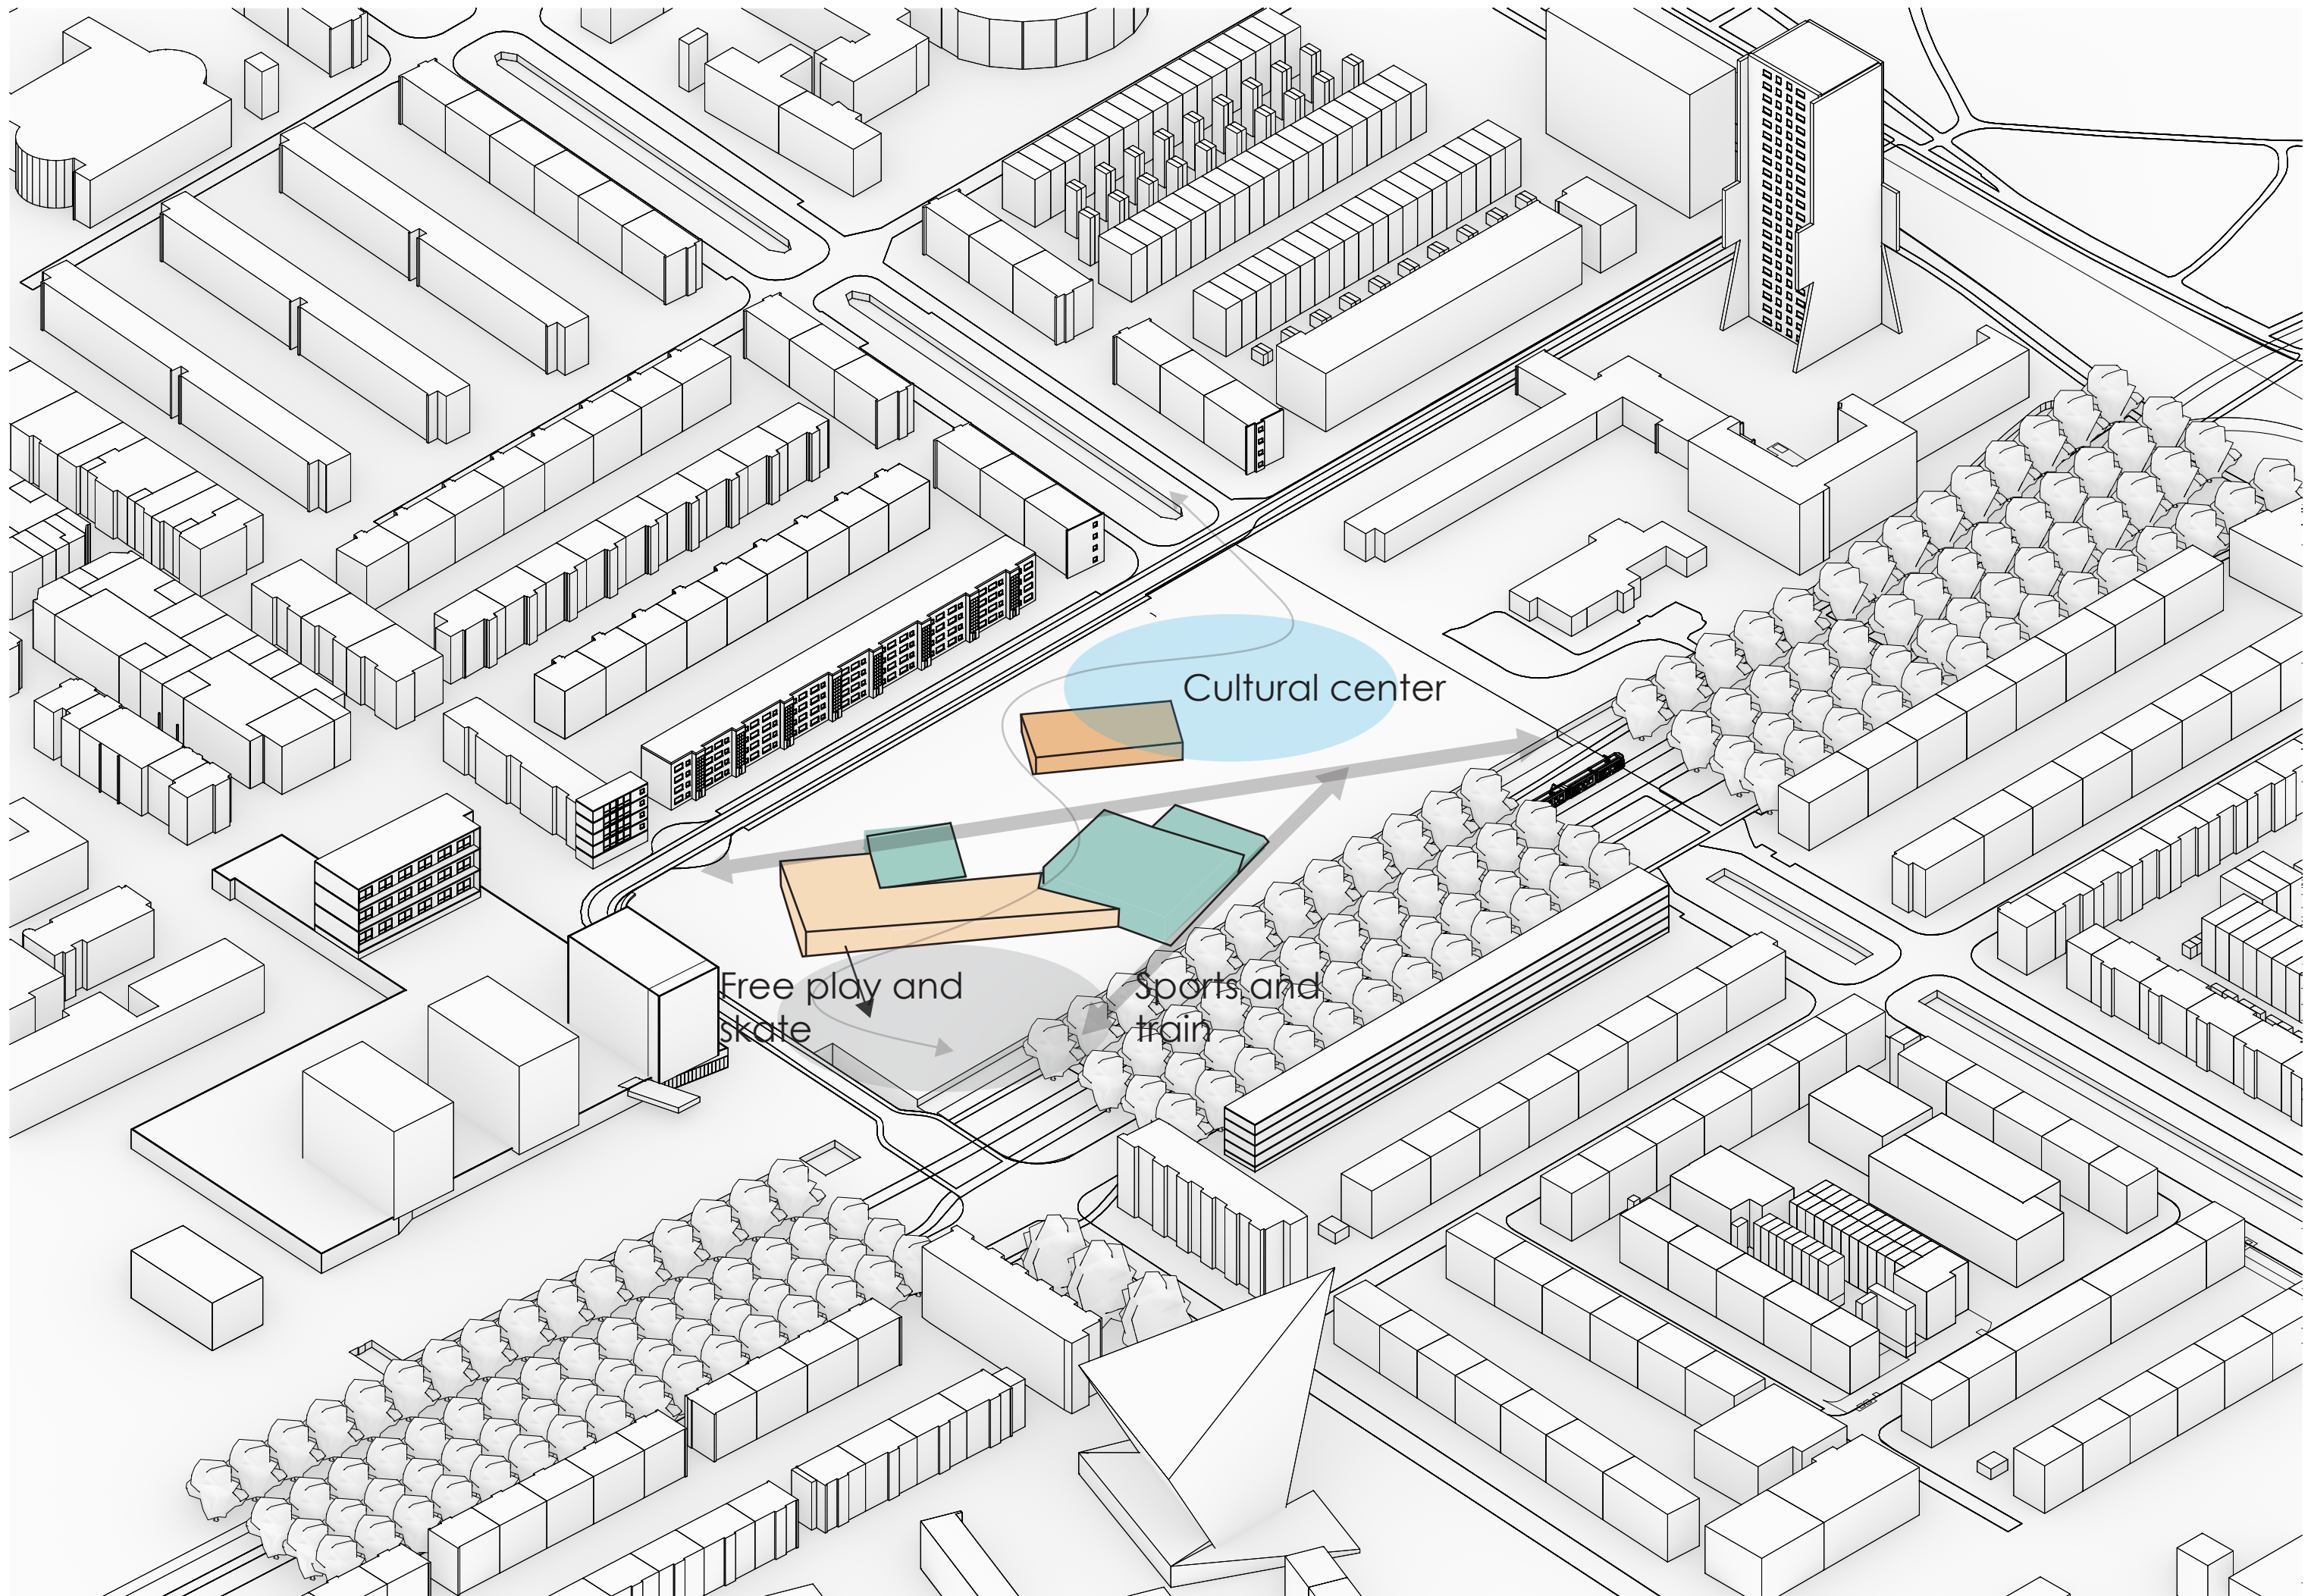 Cultural center
Free play and
skate
Sports and
train